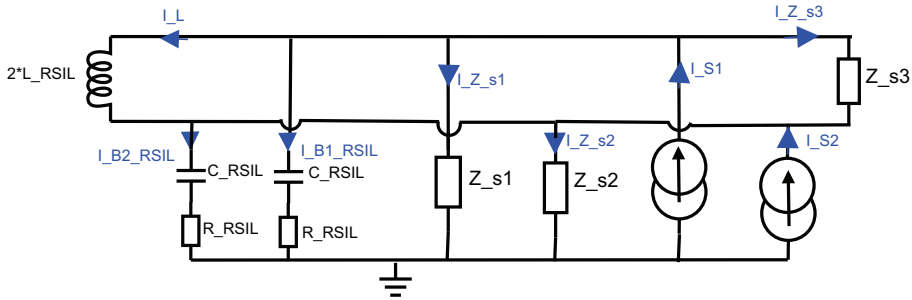 I_L
I_Z_s3
2*L_RSIL
I_Z_s1
I_S1
Z_s3
I_B2_RSIL
I_B1_RSIL
I_Z_s2
I_S2
C_RSIL
C_RSIL
Z_s1
Z_s2
R_RSIL
R_RSIL